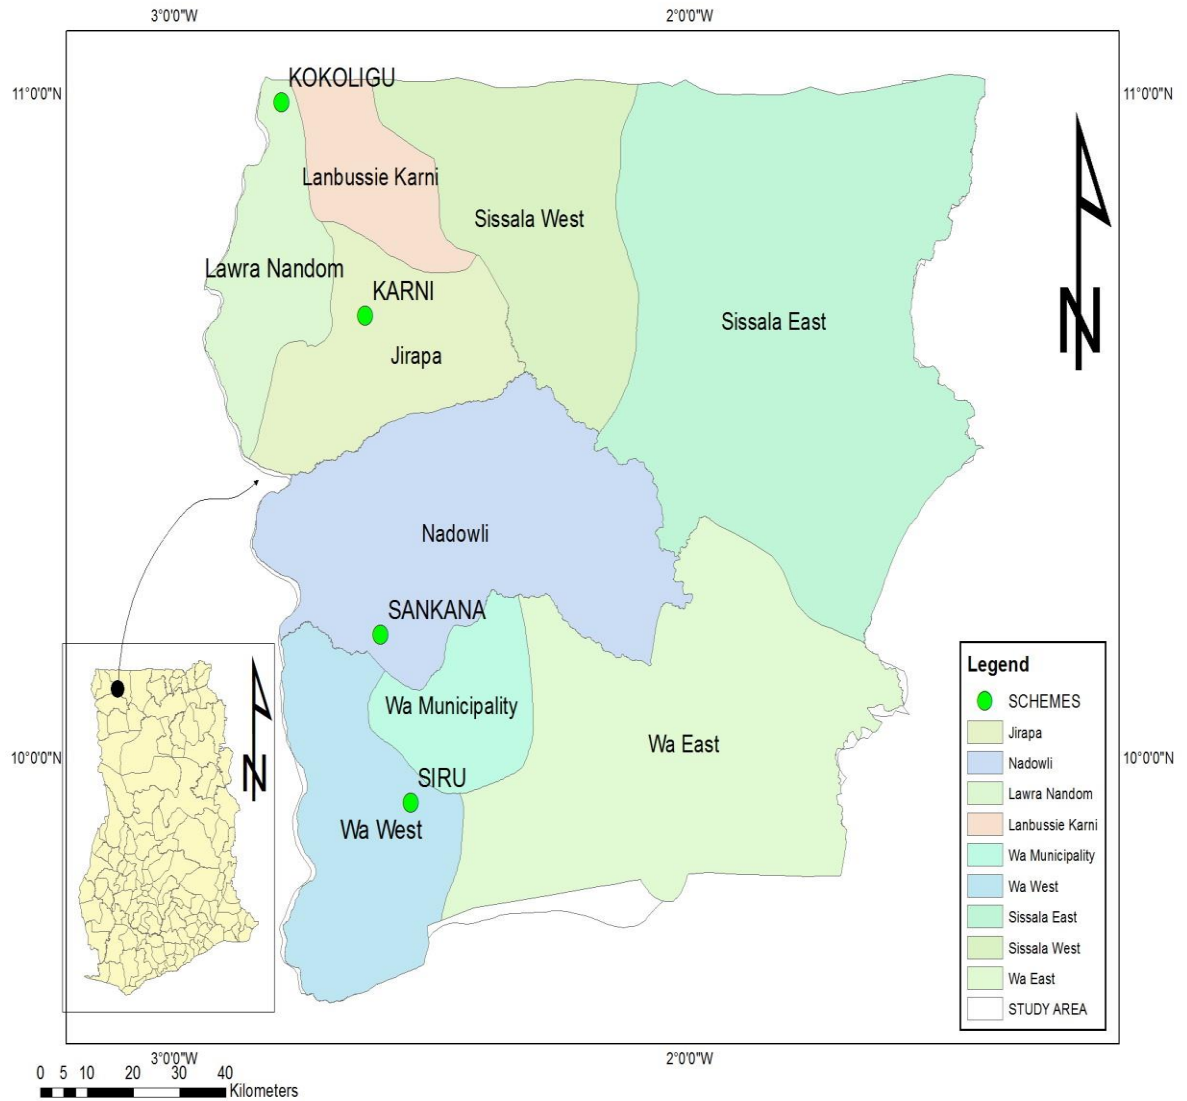 3°0'0"W 2°0'0"W
11°0'0"N 11°0'0"N
KOKOLIGU
Lanbussie Karni
Sissala West
Lawra Nandom
KARNI
Sissala East
Jirapa
N
Nadowli
SANKANA
Wa Municipality
Wa East
10°0'0"N 10°0'0"N
SIRU
Wa West
N
Legend
SCHEMES
Jirapa
Nadowli
Lawra Nandom
Lanbussie Karni
Wa Municipality
Wa West
Sissala East
Sissala West
Wa East
STUDY AREA
3°0'0"W 2°0'0"W
0 5 10 20 30 40
Kilometers